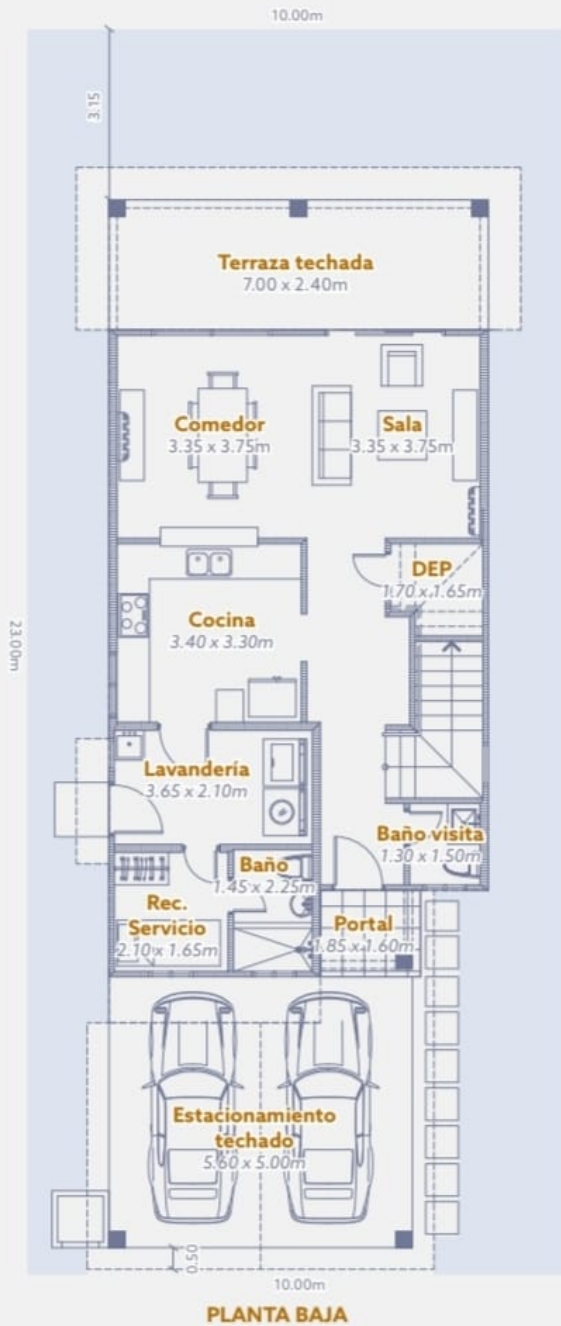 10.00m
3.15
Terraza techada
7.00 x 2.40m
Comedor
3.35 x 3.75m
Sala
3.35 x 3.75m
DEP
1.70 x 1.65m
Cocina
3.40 x 3.30m
23.00m
Lavandería
3.65 x 2.10m
Baño visita
1.30 x 1.50m
Baño
1.45 x 2.25m
Rec.
Servicio
2.10 x 1.65m
Portal
1.85 x 1.60m
Estacionamiento
techado
5.60 x 5.00m
0.50
10.00m
PLANTA BAJA